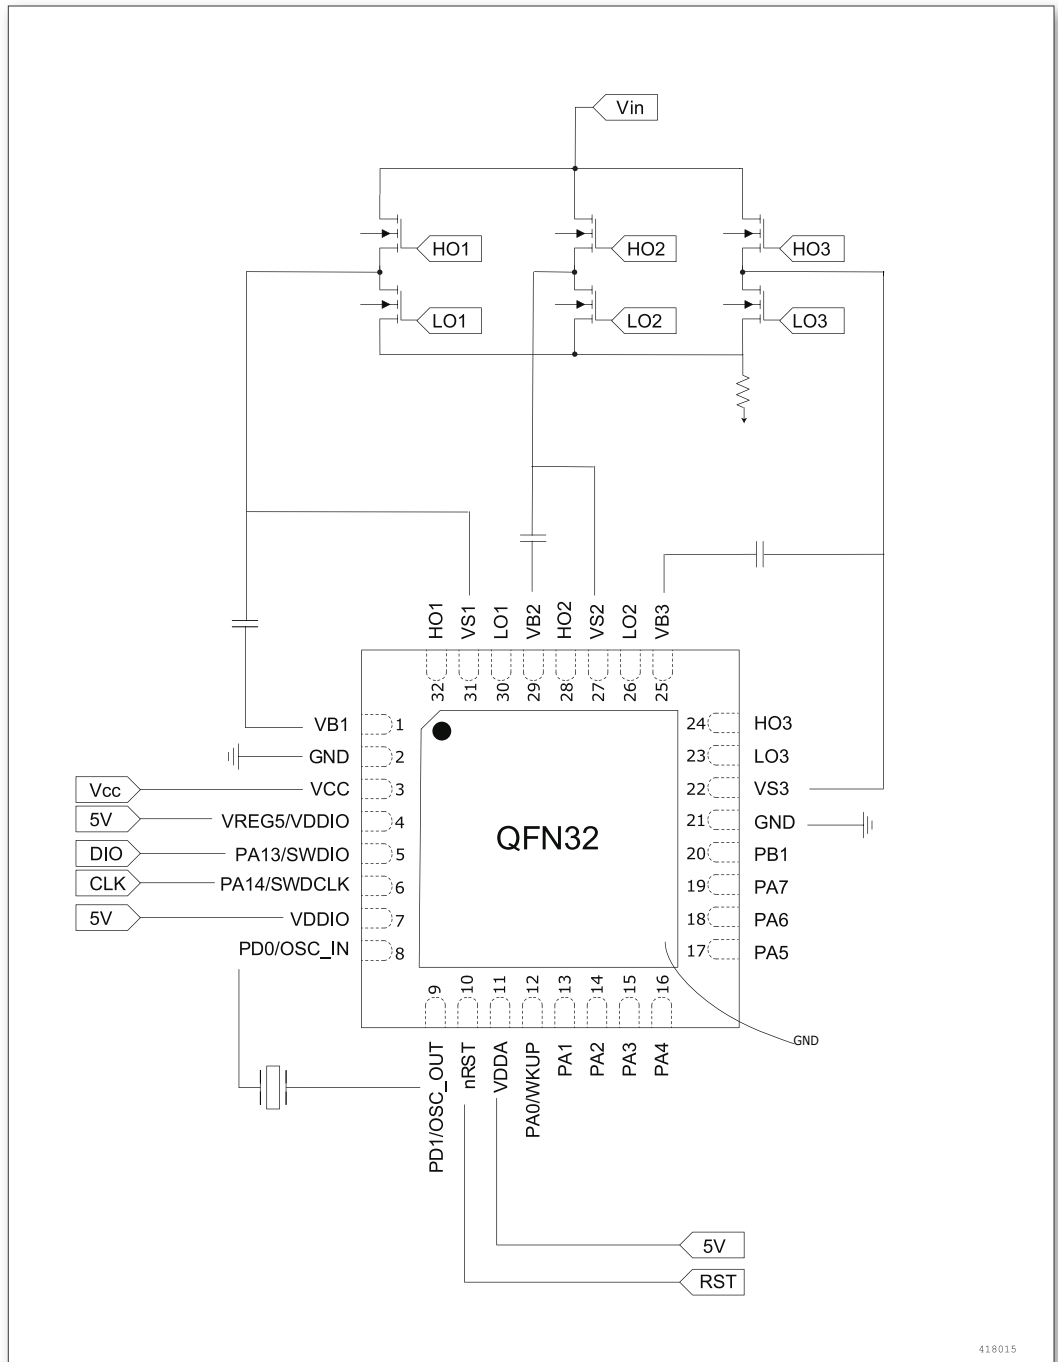 Vin
HO1
HO2
HO3
LO1
LO2
LO3
HO1
VS1
LO1
VB2
HO2
VS2
LO2
VB3
32
31
30
29
28
27
26
25
VB1 1
GND 2
Vcc VCC 3
5V VREG5/VDDIO 4
DIO PA13/SWDIO 5
CLK PA14/SWDCLK 6
5V VDDIO 7
PD0/OSC_IN 8
QFN32
24 HO3
23 LO3
22 VS3
21 GND
20 PB1
19 PA7
18 PA6
17 PA5
9
10
11
12
13
14
15
16
PD1/OSC_OUT
nRST
VDDA
PA0/WKUP
PA1
PA2
PA3
PA4
GND
5V
RST
418015